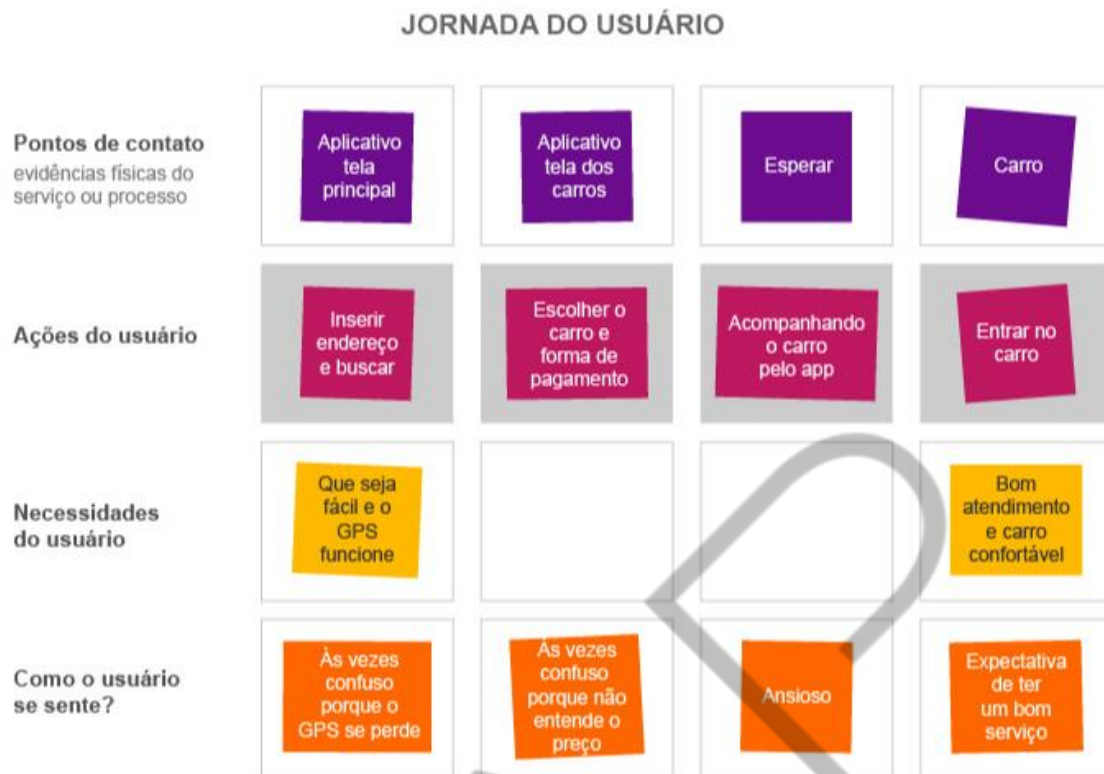 JORNADA DO USUÁRIO
Pontos de contato
evidências físicas do
serviço ou processo
Aplicativo
tela
principal
Aplicativo
tela dos
carros
Esperar
Carro
Ações do usuário
Inserir
endereço
e buscar
Escolher o
carro e
forma de
pagamento
Acompanhando
o carro
pelo app
Entrar no
carro
Necessidades
do usuário
Que seja
fácil e o
GPS
funcione
Bom
atendimento
e carro
confortável
Como o usuário
se sente?
Às vezes
confuso
porque o
GPS se perde
Às vezes
confuso
porque não
entende o
preço
Ansioso
Expectativa
de ter
um bom
serviço